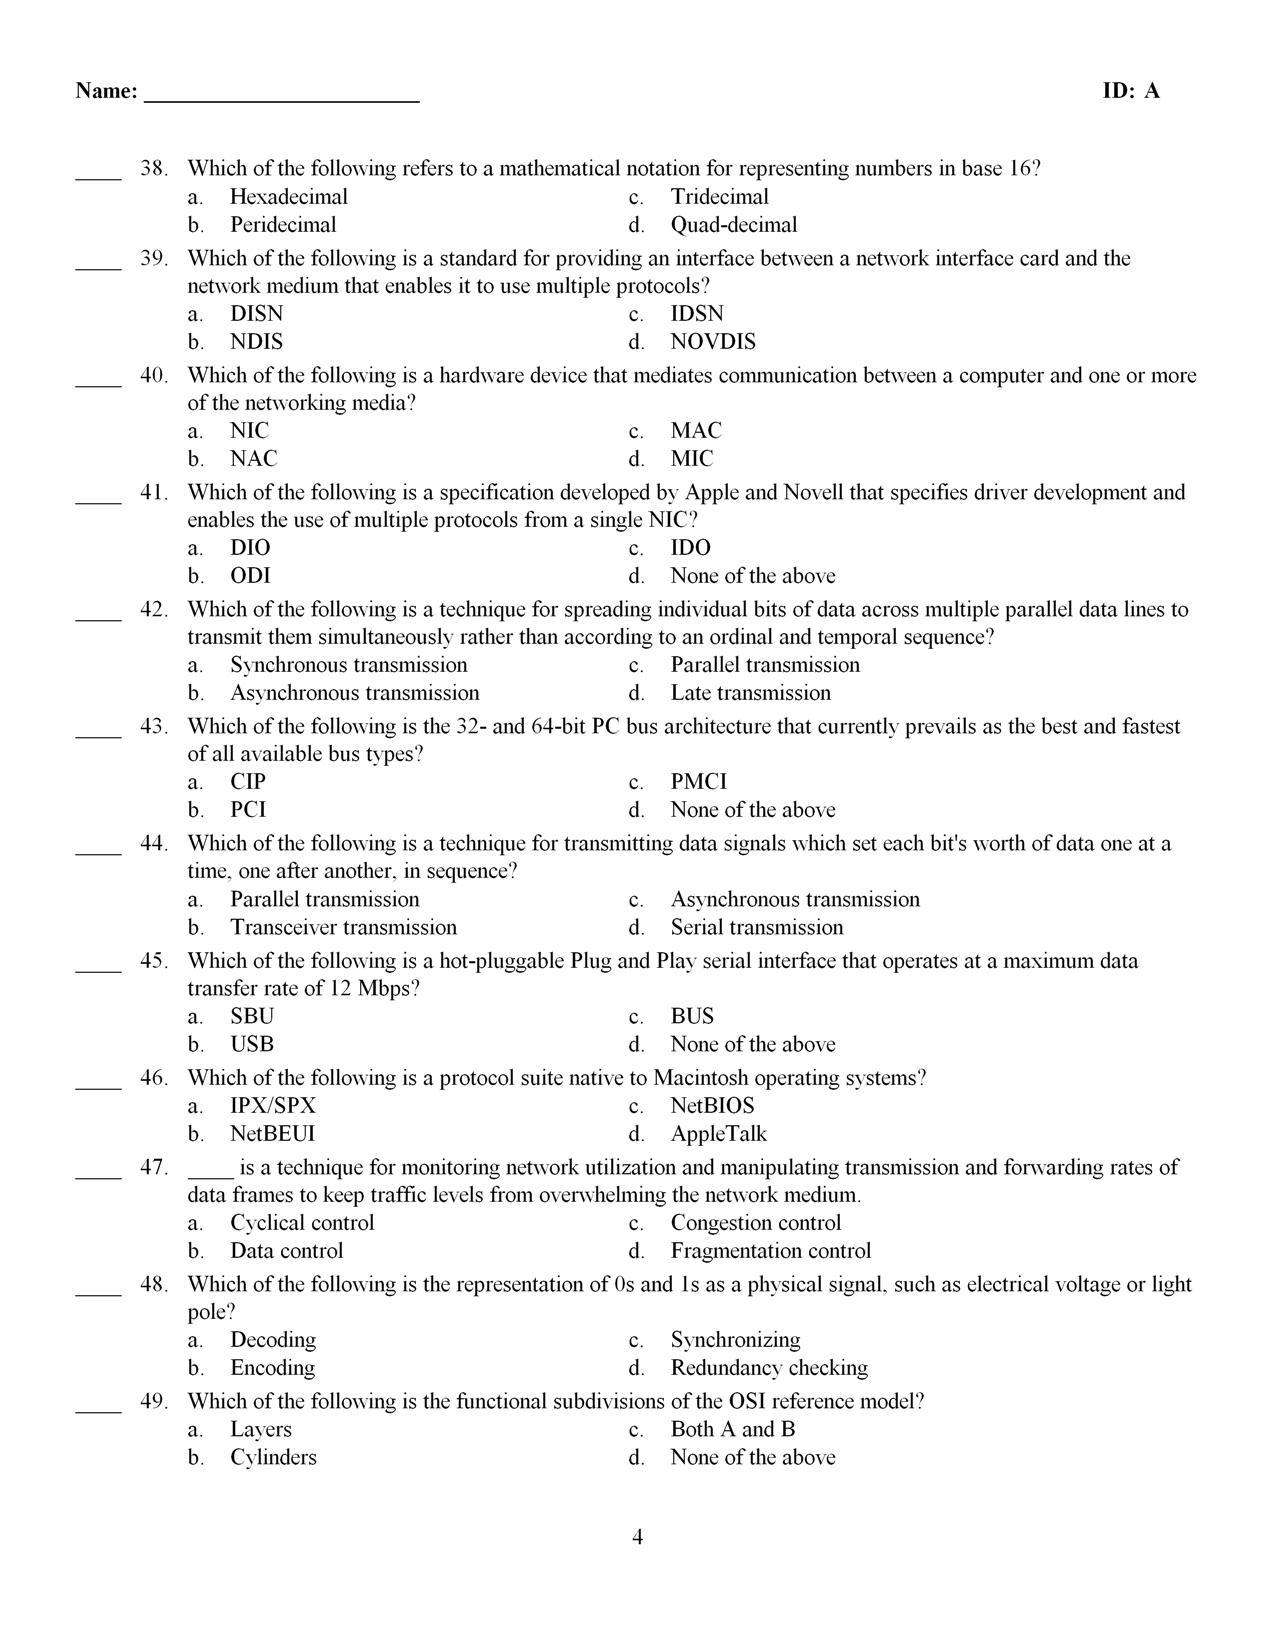 Name: ____________________ ID: A
____ 38. Which of the following refers to a mathematical notation for representing numbers in base 16?
a. Hexadecimal c. Tridecimal
b. Peridecimal d. Quad-decimal
____ 39. Which of the following is a standard for providing an interface between a network interface card and the
network medium that enables it to use multiple protocols?
a. DISN c. IDSN
b. NDIS d. NOVDIS
____ 40. Which of the following is a hardware device that mediates communication between a computer and one or more
of the networking media?
a. NIC c. MAC
b. NAC d. MIC
____ 41. Which of the following is a specification developed by Apple and Novell that specifies driver development and
enables the use of multiple protocols from a single NIC?
a. DIO c. IDO
b. ODI d. None of the above
____ 42. Which of the following is a technique for spreading individual bits of data across multiple parallel data lines to
transmit them simultaneously rather than according to an ordinal and temporal sequence?
a. Synchronous transmission c. Parallel transmission
b. Asynchronous transmission d. Late transmission
____ 43. Which of the following is the 32- and 64-bit PC bus architecture that currently prevails as the best and fastest
of all available bus types?
a. CIP c. PMCI
b. PCI d. None of the above
____ 44. Which of the following is a technique for transmitting data signals which set each bit's worth of data one at a
time, one after another, in sequence?
a. Parallel transmission c. Asynchronous transmission
b. Transceiver transmission d. Serial transmission
____ 45. Which of the following is a hot-pluggable Plug and Play serial interface that operates at a maximum data
transfer rate of 12 Mbps?
a. SBU c. BUS
b. USB d. None of the above
____ 46. Which of the following is a protocol suite native to Macintosh operating systems?
a. IPX/SPX c. NetBIOS
b. NetBEUI d. AppleTalk
____ 47. ____ is a technique for monitoring network utilization and manipulating transmission and forwarding rates of
data frames to keep traffic levels from overwhelming the network medium.
a. Cyclical control c. Congestion control
b. Data control d. Fragmentation control
____ 48. Which of the following is the representation of 0s and 1s as a physical signal, such as electrical voltage or light
pole?
a. Decoding c. Synchronizing
b. Encoding d. Redundancy checking
____ 49. Which of the following is the functional subdivisions of the OSI reference model?
a. Layers c. Both A and B
b. Cylinders d. None of the above
4